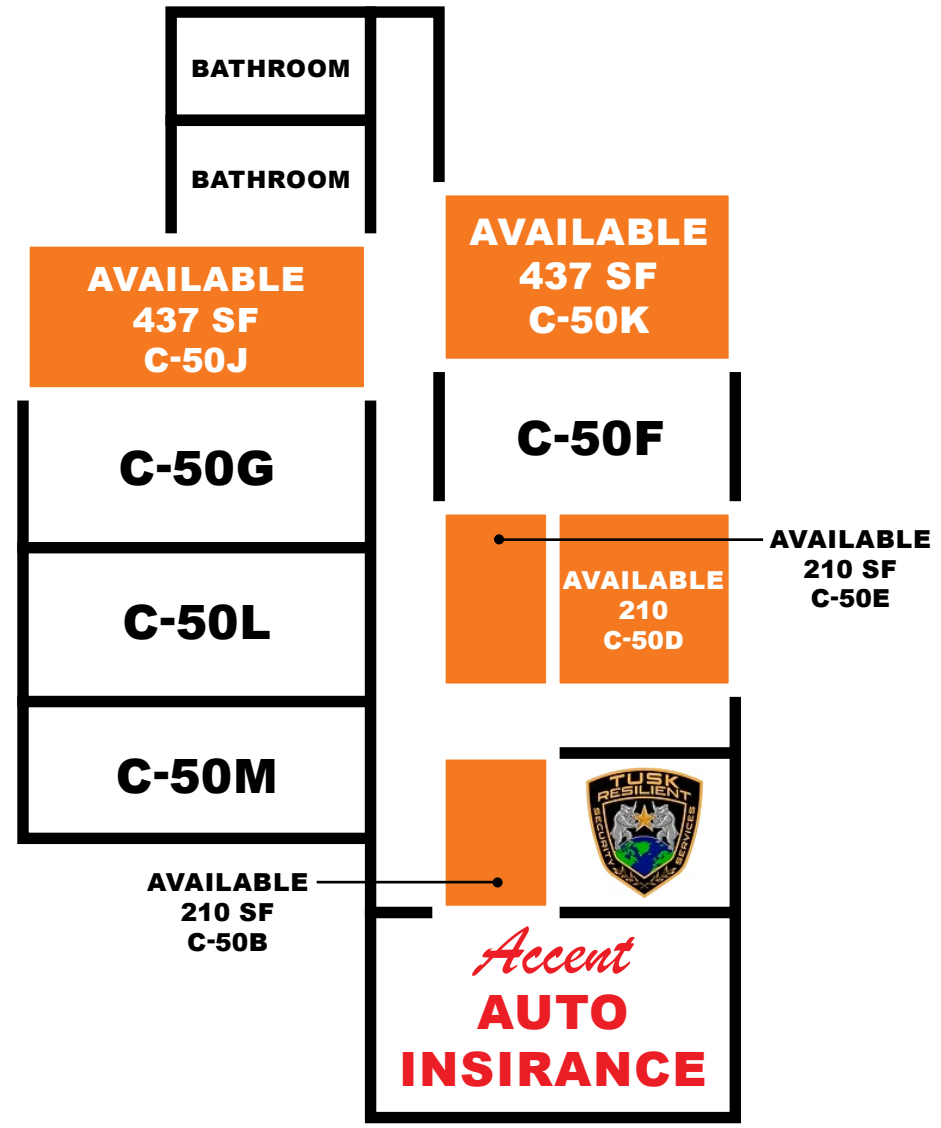 BATHROOM
BATHROOM
AVAILABLE
437 SF
C-50J
AVAILABLE
437 SF
C-50K
C-50G
C-50F
AVAILABLE
210 SF
C-50E
AVAILABLE
210
C-50D
C-50L
C-50M
TUSK
RESILIENT
SECURITY
SERVICES
AVAILABLE
210 SF
C-50B
Accent
AUTO
INSIRANCE